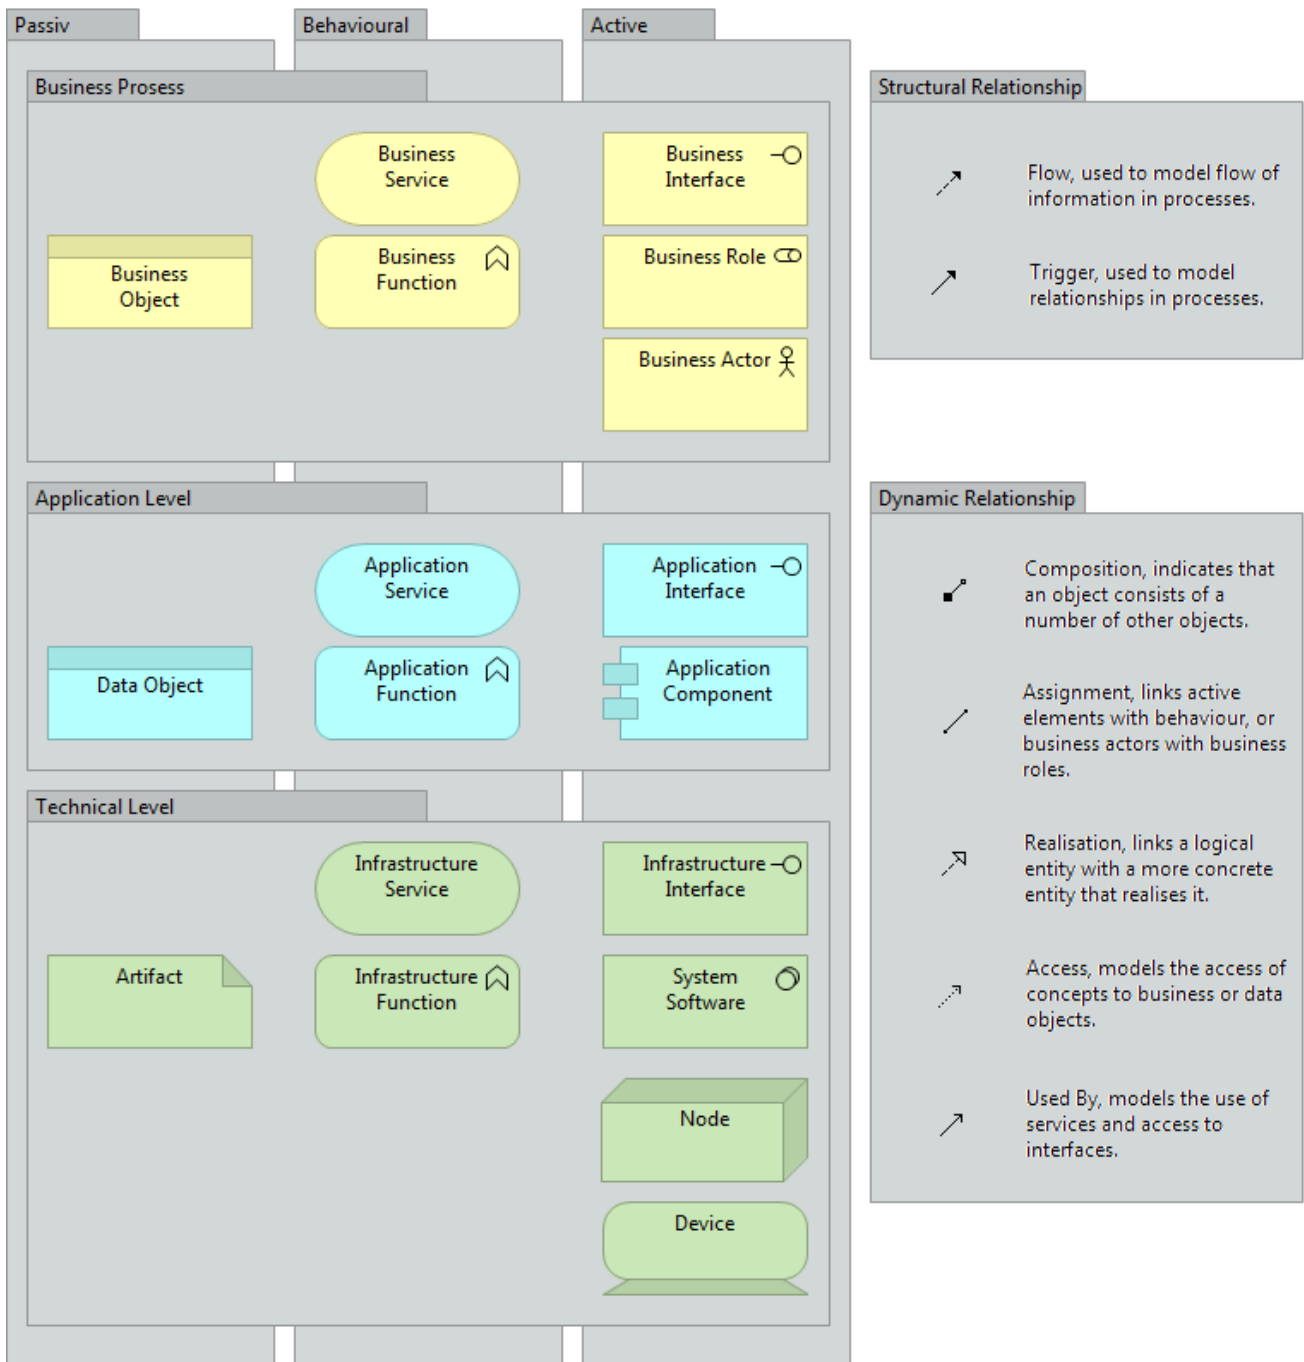 Passiv
Behavioural
Active
Business Prosess
Business
Service
Business
Interface
Business
Object
Business
Function
Business Role
Business Actor
Application Level
Application
Service
Application
Interface
Data Object
Application
Function
Application
Component
Technical Level
Infrastructure
Service
Infrastructure
Interface
Artifact
Infrastructure
Function
System
Software
Node
Device
Structural Relationship
Flow, used to model flow of
information in processes.
Trigger, used to model
relationships in processes.
Dynamic Relationship
Composition, indicates that
an object consists of a
number of other objects.
Assignment, links active
elements with behaviour, or
business actors with business
roles.
Realisation, links a logical
entity with a more concrete
entity that realises it.
Access, models the access of
concepts to business or data
objects.
Used By, models the use of
services and access to
interfaces.